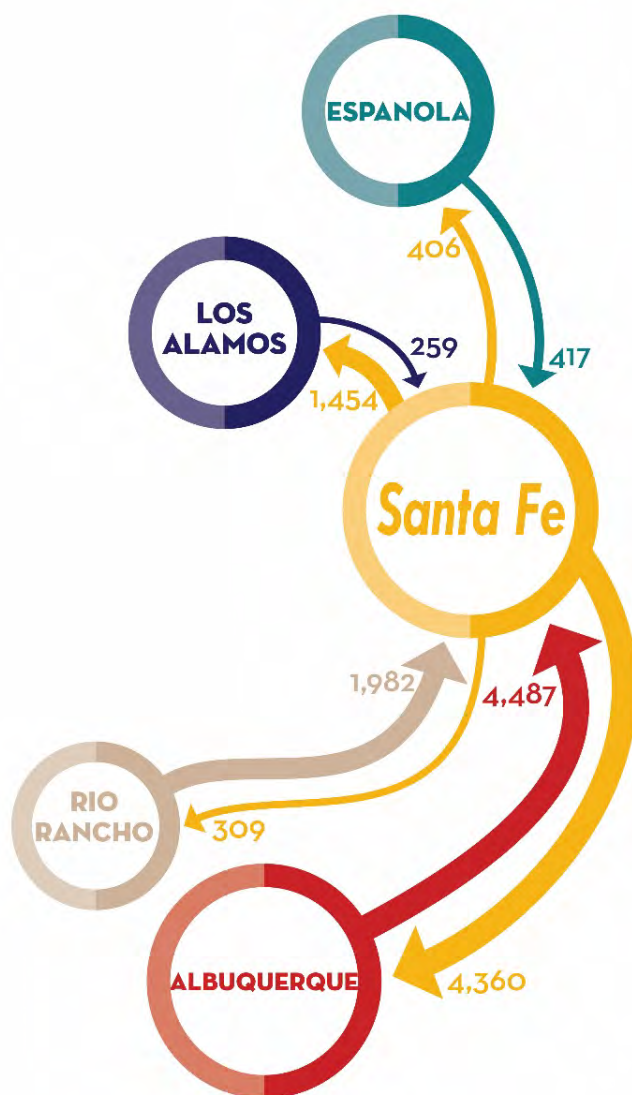 ESPANOLA
406
LOS
ALAMOS
259
417
1,454
Santa Fe
1,982
4,487
RIO
RANCHO
309
ALBUQUERQUE
4,360